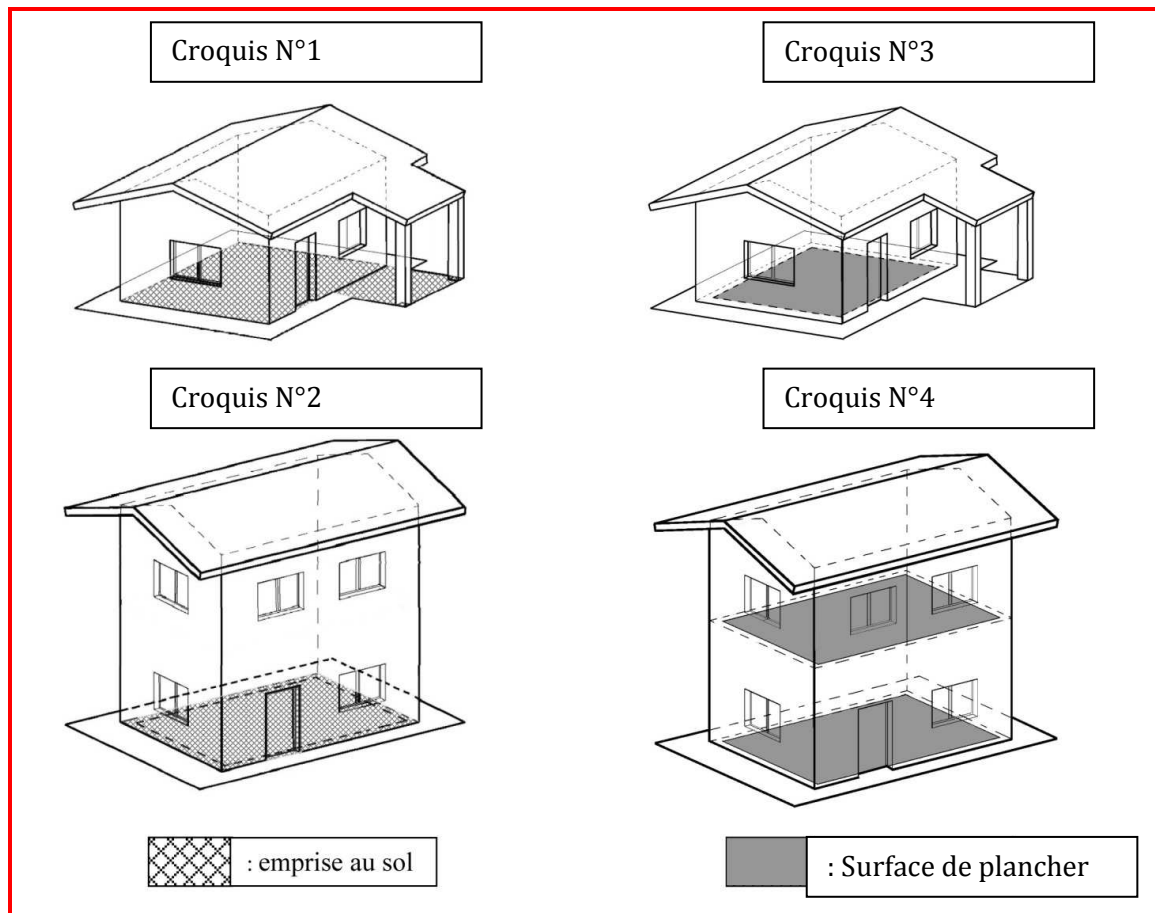 Croquis N°1
Croquis N°3
Croquis N°2
Croquis N°4
: emprise au sol
: Surface de plancher